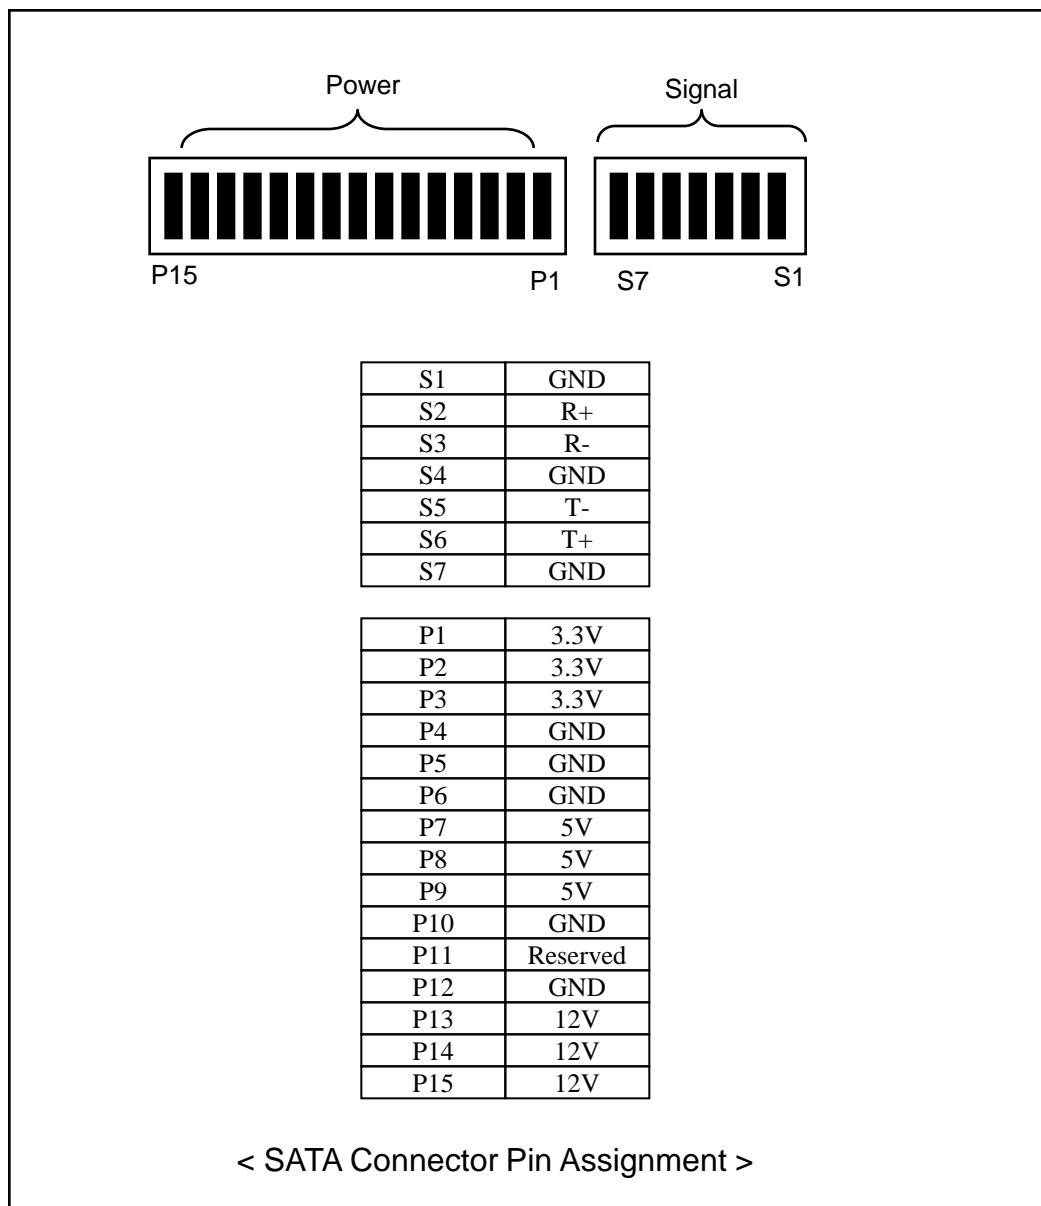 Power Signal
P15 P1 S7 S1
S1 GND
S2 R+
S3 R-
S4 GND
S5 T-
S6 T+
S7 GND
P1 3.3V
P2 3.3V
P3 3.3V
P4 GND
P5 GND
P6 GND
P7 5V
P8 5V
P9 5V
P10 GND
P11 Reserved
P12 GND
P13 12V
P14 12V
P15 12V
< SATA Connector Pin Assignment >